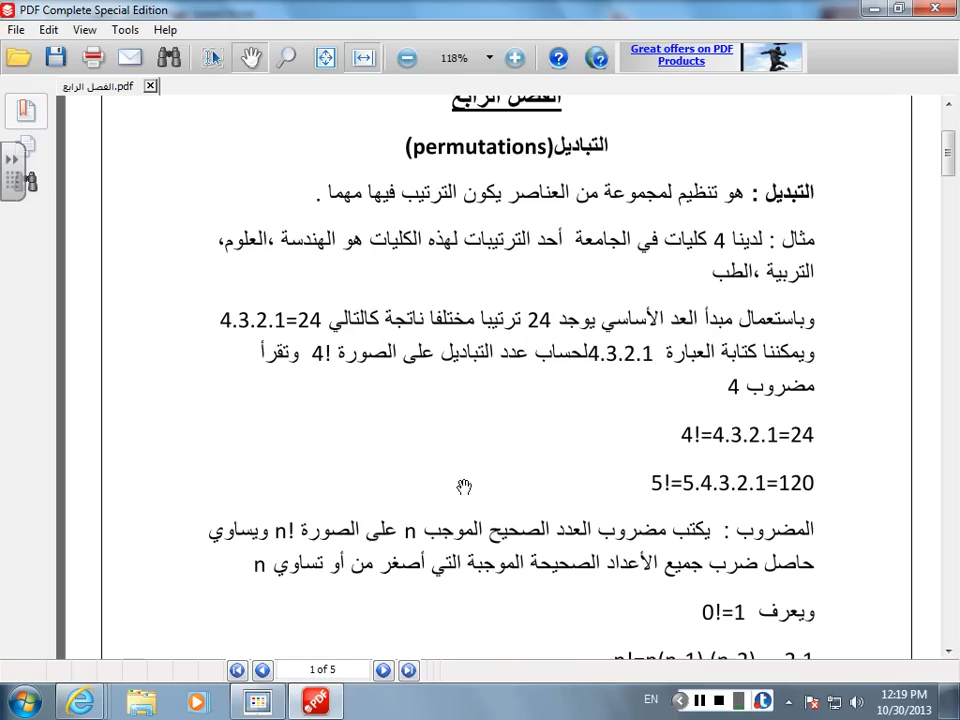 PDF Complete Special Edition
File Edit View Tools Help
118%
Great offers on PDF
Products
الفصل الرابع.pdf
الفصل الرابع
التباديل(permutations)
التبديل : هو تنظيم لمجموعة من العناصر يكون الترتيب فيها مهما .
مثال : لدينا 4 كليات في الجامعة أحد الترتيبات لهذه الكليات هو الهندسة ،العلوم،
التربية ،الطب
وباستعمال مبدأ العد الأساسي يوجد 24 ترتيبا مختلفا ناتجة كالتالي 4.3.2.1=24
ويمكننا كتابة العبارة 4.3.2.1لحساب عدد التباديل على الصورة !4 وتقرأ
مضروب 4
4!=4.3.2.1=24
5!=5.4.3.2.1=120
المضروب : يكتب مضروب العدد الصحيح الموجب n على الصورة !n ويساوي
حاصل ضرب جميع الأعداد الصحيحة الموجبة التي أصغر من أو تساوي n
ويعرف 0!=1
1 of 5
EN
12:19 PM
10/30/2013